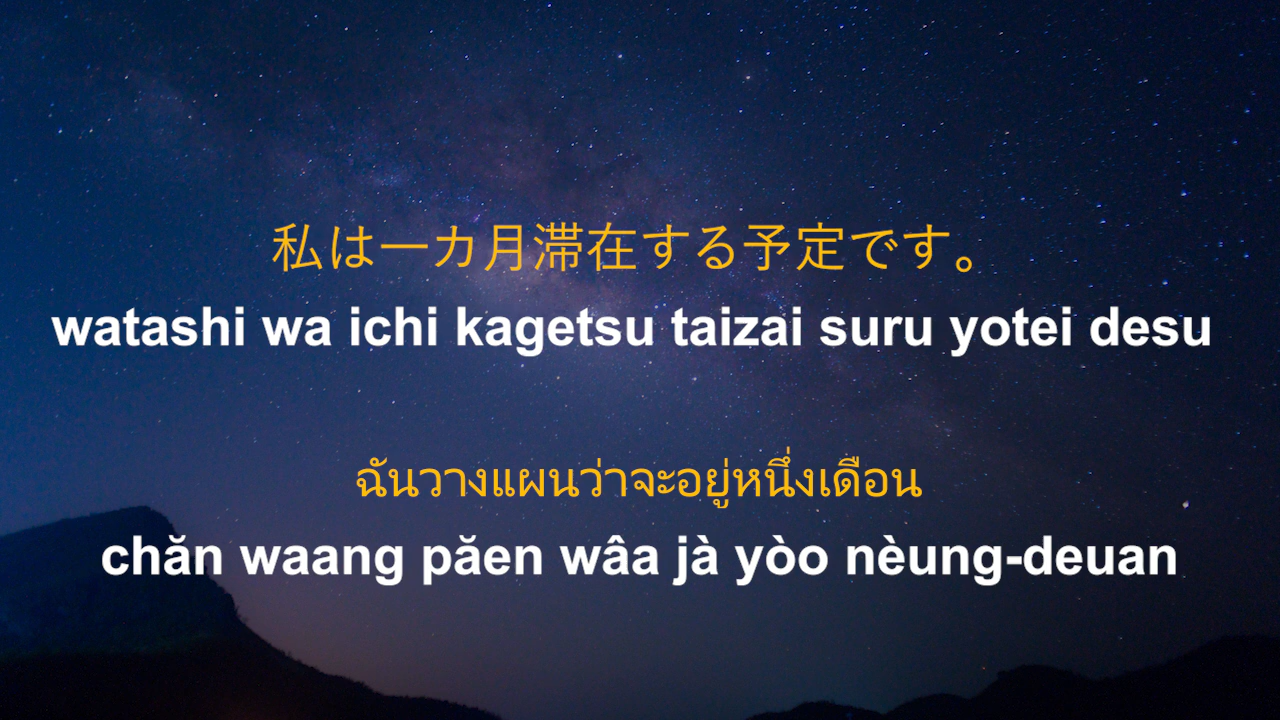 私は一カ月滞在する予定です。
watashi wa ichi kagetsu taizai suru yotei desu
ฉันวางแผนว่าจะอยู่หนึ่งเดือน
chăn waang păen wâa jà yòo nèung-deuan